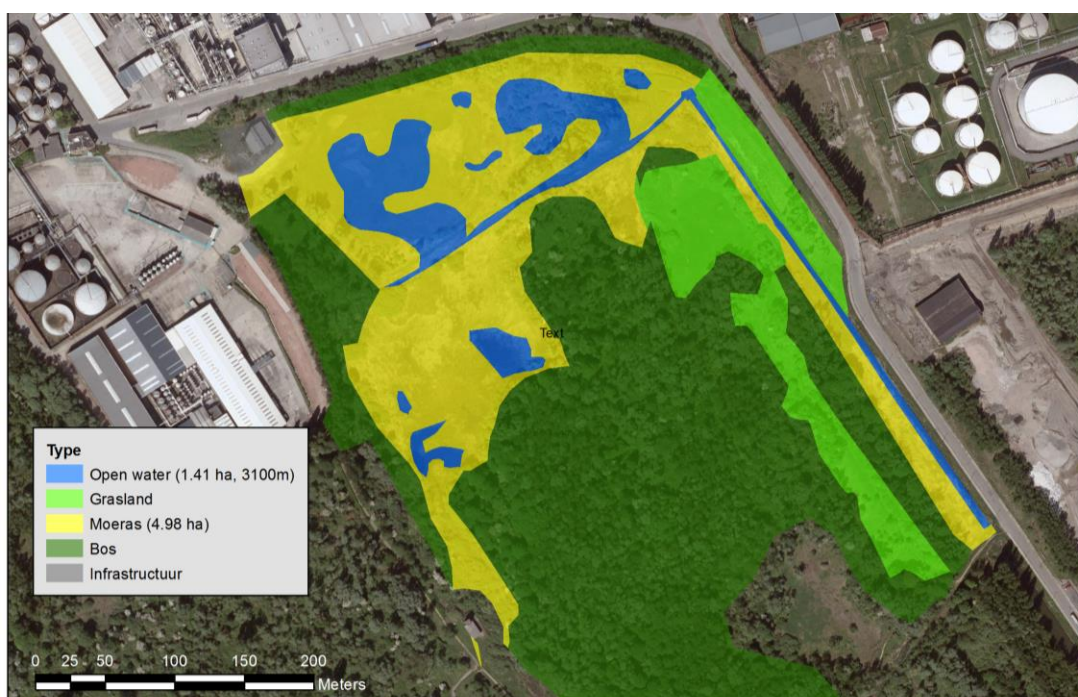 Text
Type
Open water (1.41 ha, 3100m)
Grasland
Moeras (4.98 ha)
Bos
Infrastructuur
0 25 50 100 150 200
Meters